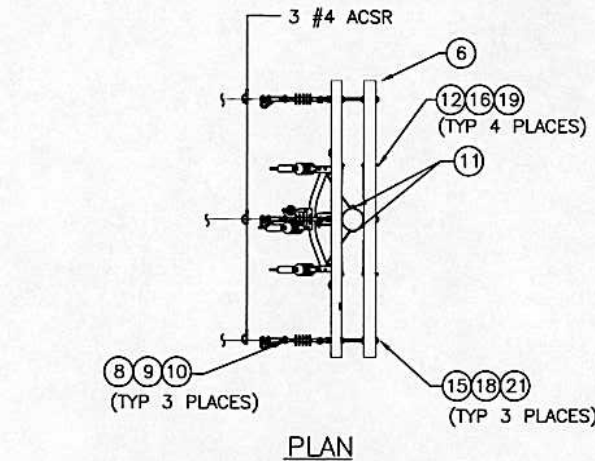 3 #4 ACSR
6
12 16 19
(TYP 4 PLACES)
11
8 9 10
(TYP 3 PLACES)
15 18 21
(TYP 3 PLACES)
PLAN